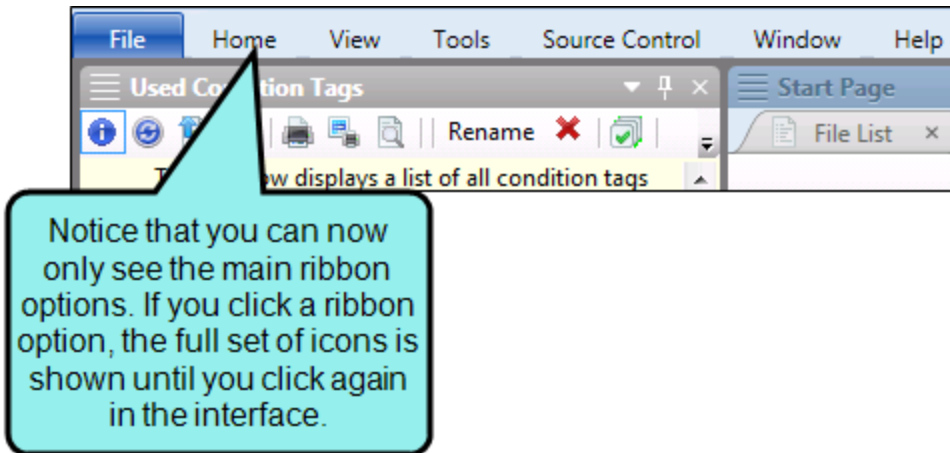 File Home View Tools Source Control Window Help
Used Tags
Start Page
Rename
File List
displays a list of all condition tags
Notice that you can now
only see the main ribbon
options. If you click a ribbon
option, the full set of icons is
shown until you click again
in the interface.